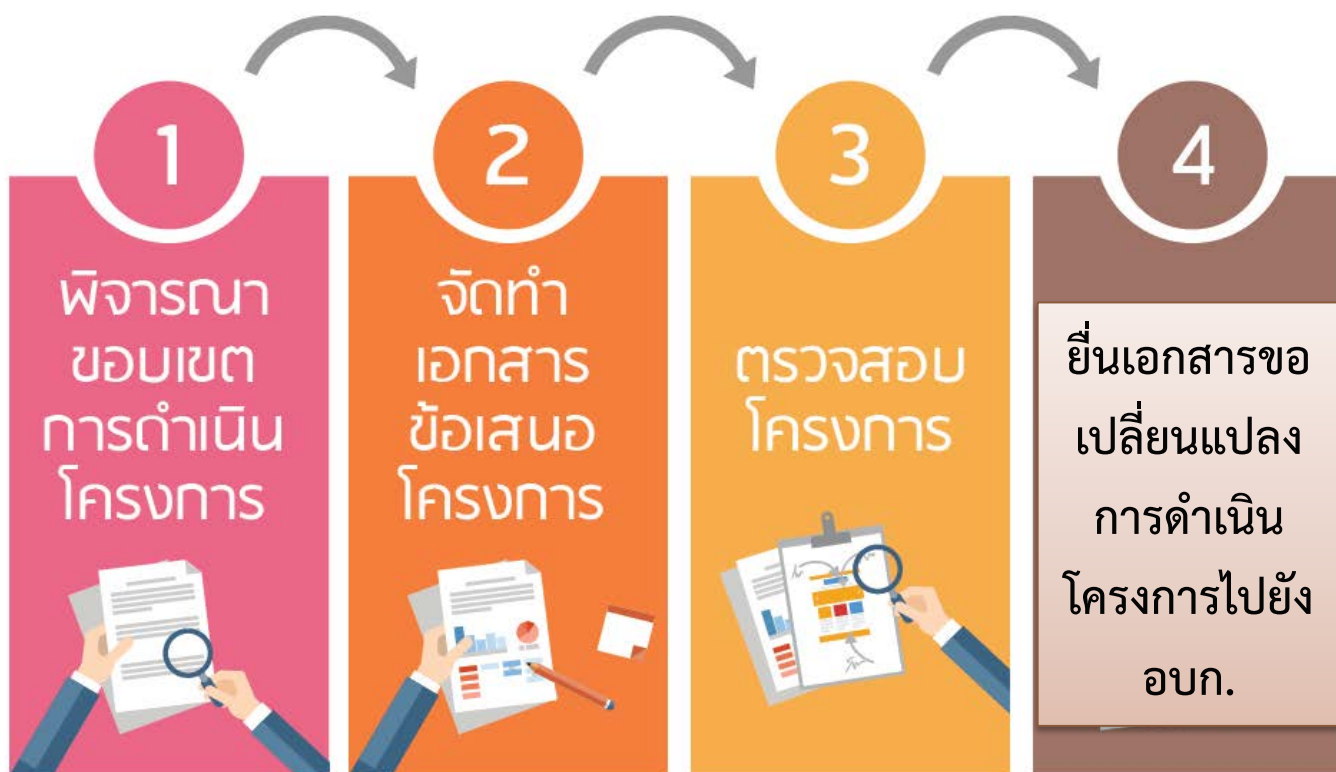 1
พิจารณา
ขอบเขต
การดำเนิน
โครงการ
2
จัดทำ
เอกสาร
ข้อเสนอ
โครงการ
3
ตรวจสอบ
โครงการ
4
ยื่นเอกสารขอ
เปลี่ยนแปลง
การดำเนิน
โครงการไปยัง
อบก.